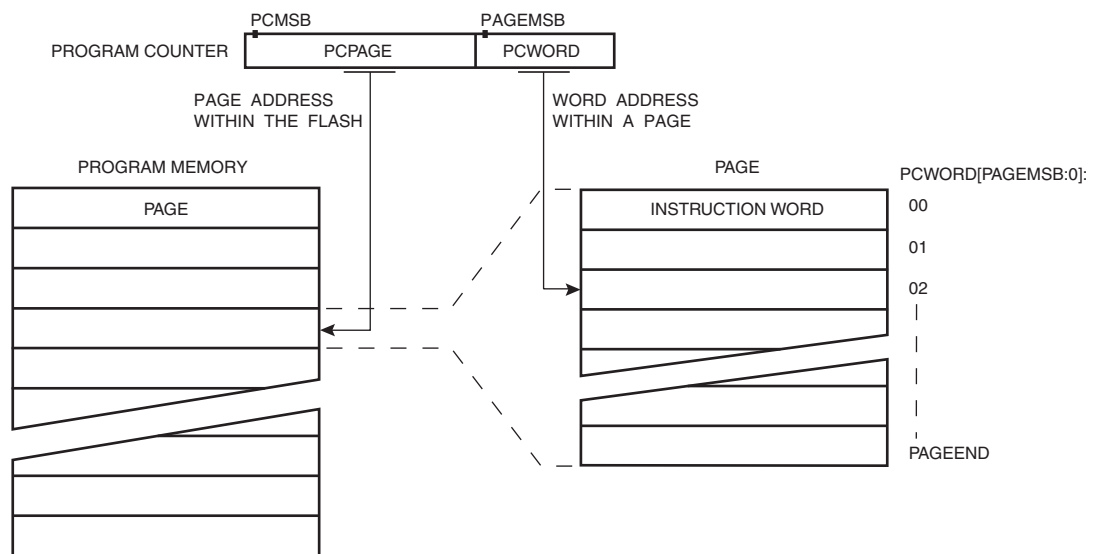 PCMSB
PAGEMSB
PROGRAM COUNTER
PCPAGE
PCWORD
PAGE ADDRESS
WITHIN THE FLASH
WORD ADDRESS
WITHIN A PAGE
PROGRAM MEMORY
PAGE
PCWORD[PAGEMSB:0]:
PAGE
INSTRUCTION WORD
00
01
02
PAGEEND